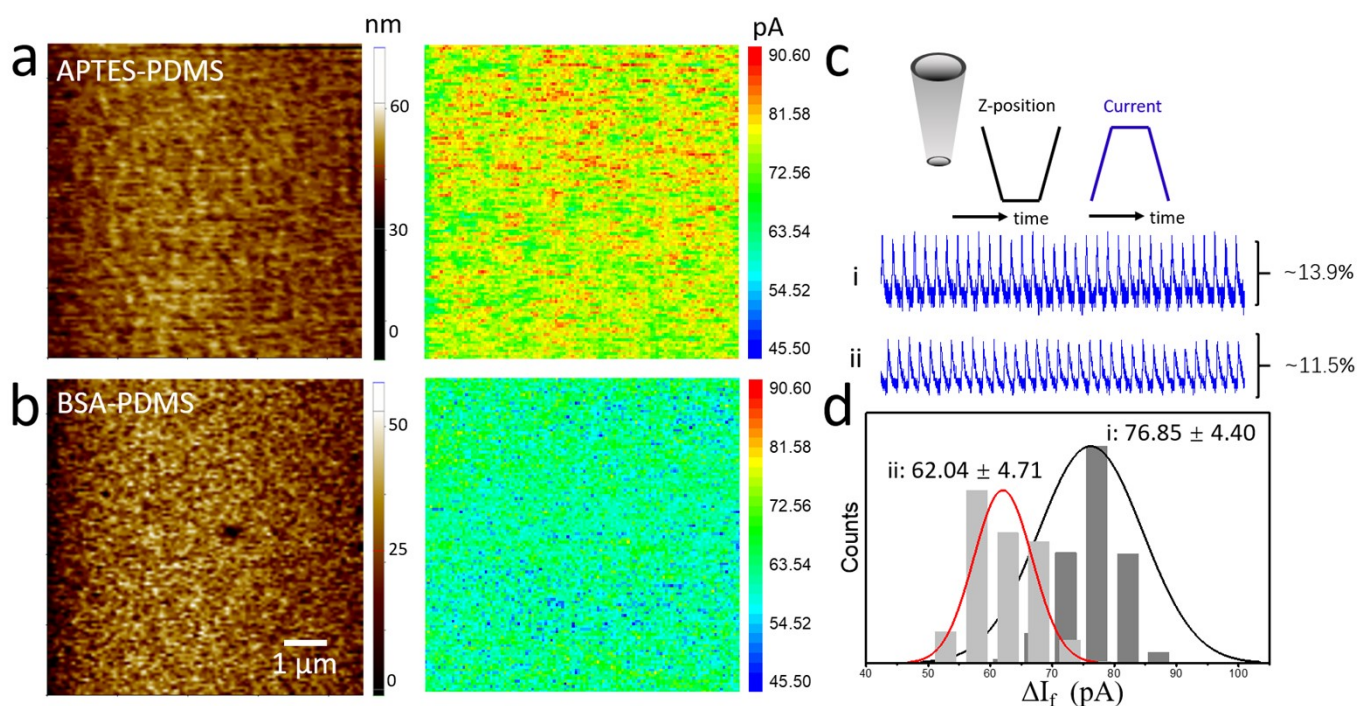 a
APTES-PDMS
nm
60
30
0
pA
90.60
81.58
72.56
63.54
54.52
45.50
b
BSA-PDMS
1 μm
50
25
0
90.60
81.58
72.56
63.54
54.52
45.50
c
Z-position
Current
time
time
i
~13.9%
ii
~11.5%
d
i: 76.85 ± 4.40
ii: 62.04 ± 4.71
Counts
40 50 60 70 80 90 100
ΔI_f (pA)